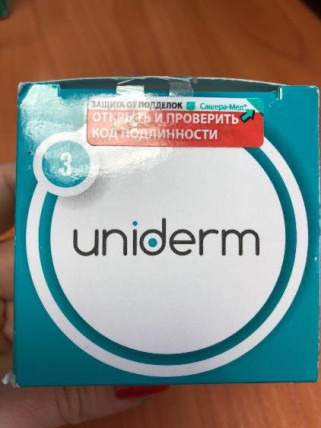 ЗАЩИТА ОТ ПОДДЕЛОК Сашера-Мед®
ОТКРЫТЬ И ПРОВЕРИТЬ
КОД ПОДЛИННОСТИ
3
uniderm